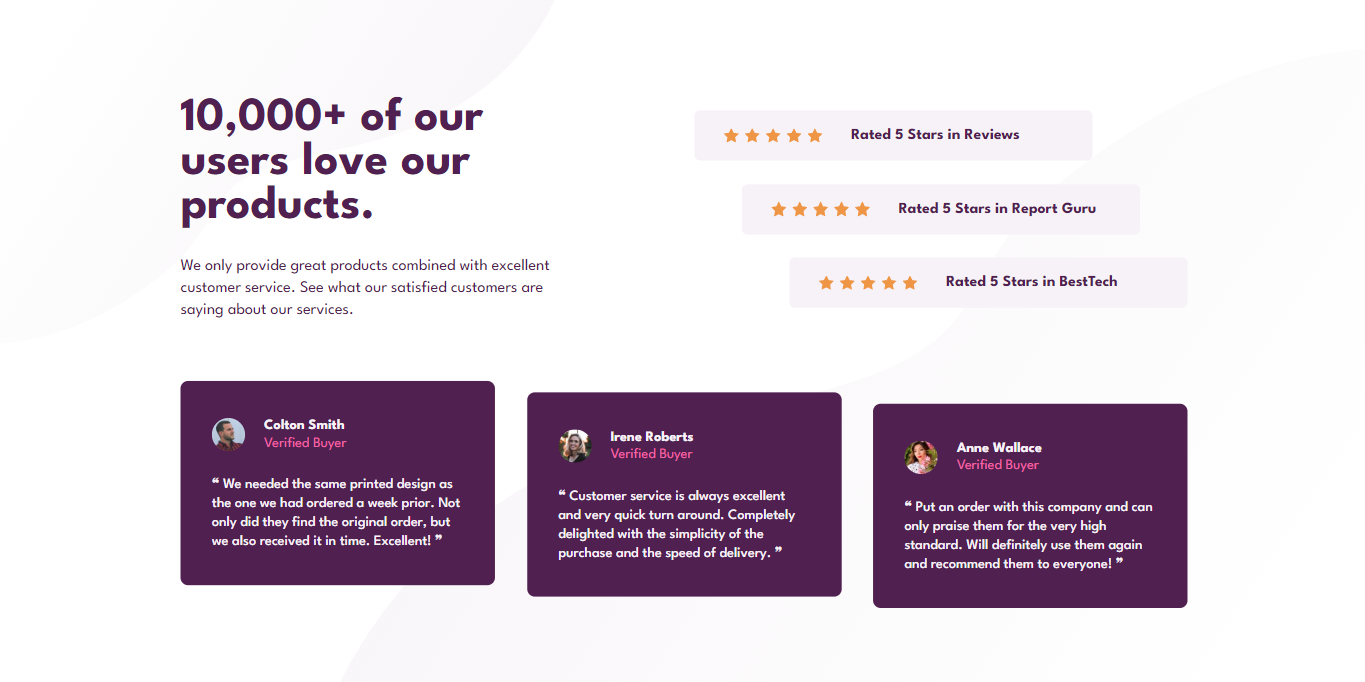 10,000+ of our
users love our
products.
We only provide great products combined with excellent
customer service. See what our satisfied customers are
saying about our services.
Rated 5 Stars in Reviews
Rated 5 Stars in Report Guru
Rated 5 Stars in BestTech
Colton Smith
Verified Buyer
❝ We needed the same printed design as
the one we had ordered a week prior. Not
only did they find the original order, but
we also received it in time. Excellent! ❞
Irene Roberts
Verified Buyer
❝ Customer service is always excellent
and very quick turn around. Completely
delighted with the simplicity of the
purchase and the speed of delivery. ❞
Anne Wallace
Verified Buyer
❝ Put an order with this company and can
only praise them for the very high
standard. Will definitely use them again
and recommend them to everyone! ❞